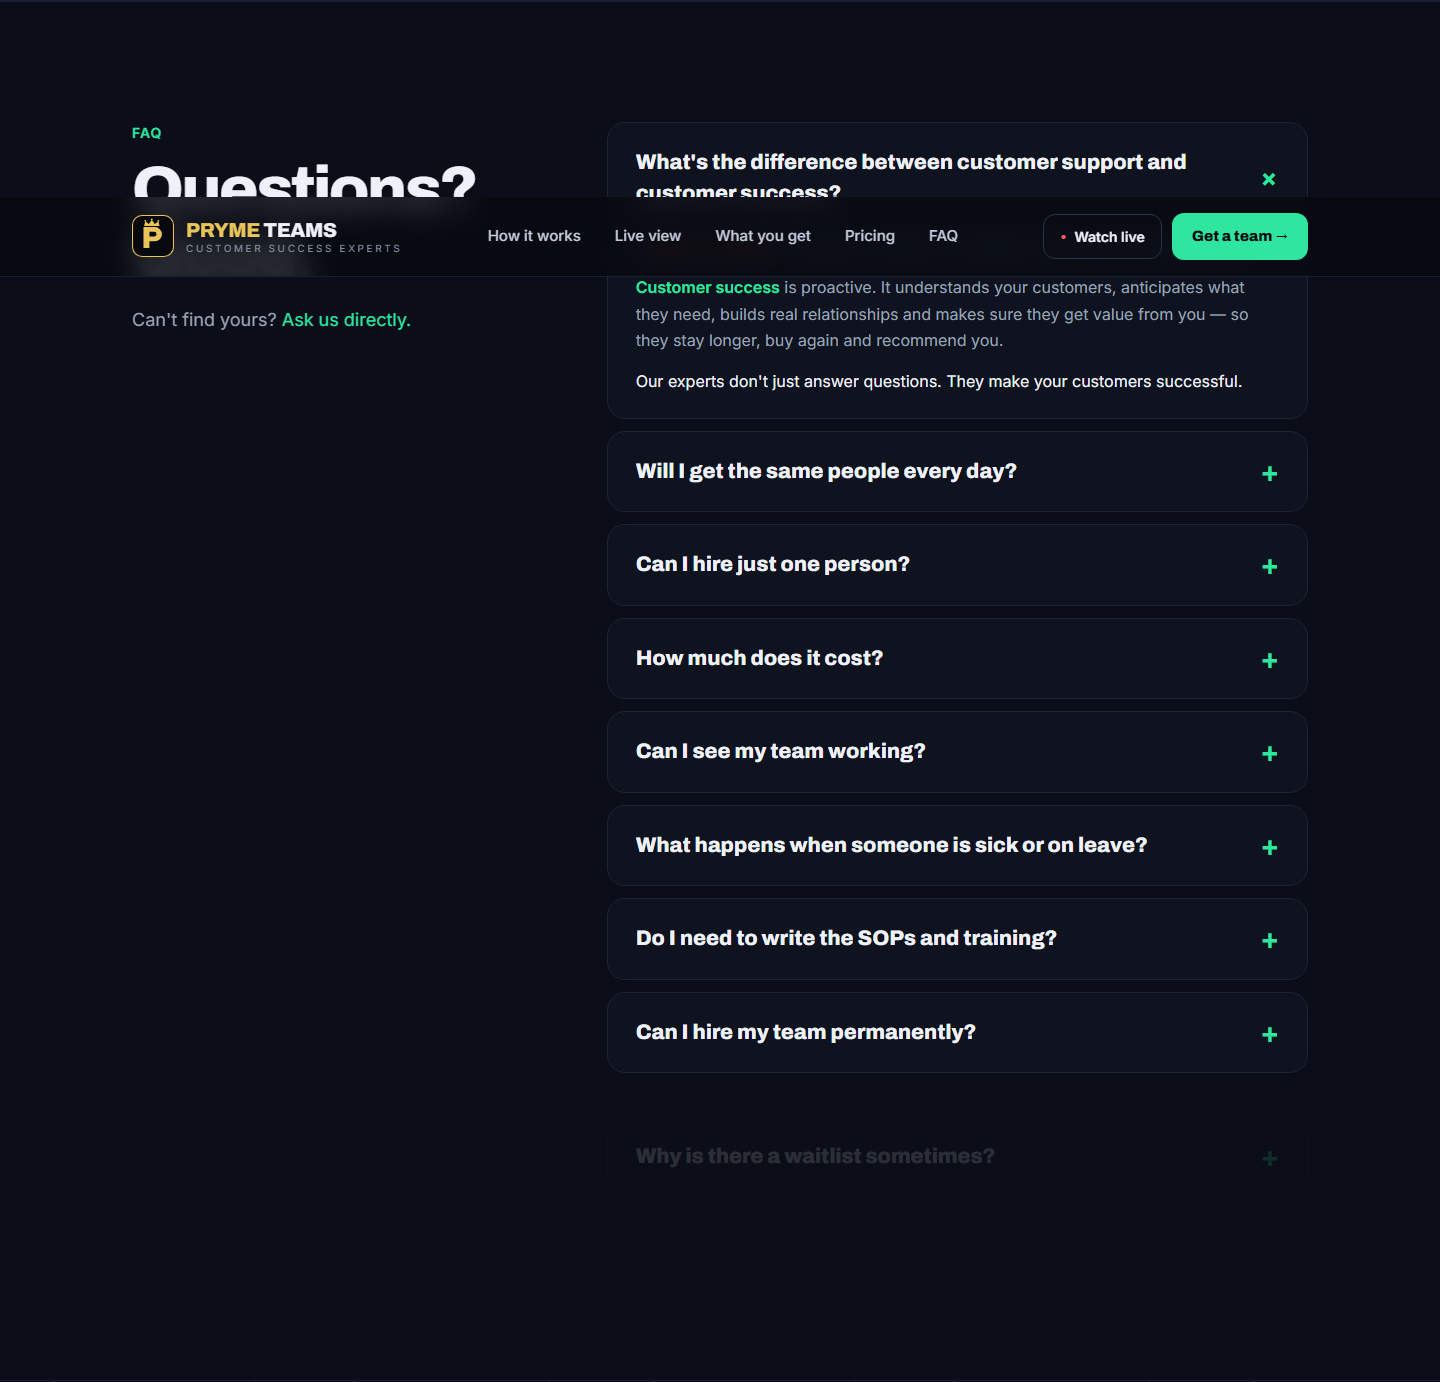 FAQ
Questions?
Can't find yours? Ask us directly.
What's the difference between customer support and
customer success?
PRYME TEAMS
CUSTOMER SUCCESS EXPERTS
How it works
Live view
What you get
Pricing
FAQ
Watch live
Get a team →
Customer success is proactive. It understands your customers, anticipates what
they need, builds real relationships and makes sure they get value from you — so
they stay longer, buy again and recommend you.
Our experts don't just answer questions. They make your customers successful.
Will I get the same people every day?
Can I hire just one person?
How much does it cost?
Can I see my team working?
What happens when someone is sick or on leave?
Do I need to write the SOPs and training?
Can I hire my team permanently?
Why is there a waitlist sometimes?